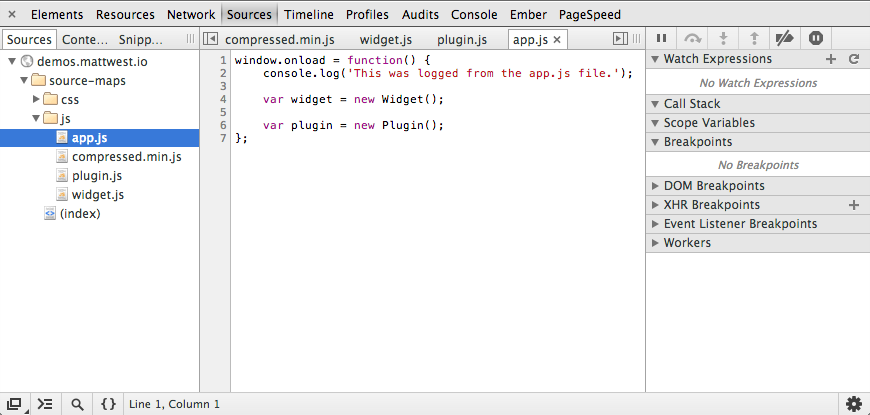 × Elements Resources Network Sources Timeline Profiles Audits Console Ember PageSpeed
Sources Conte... Snipp...
compressed.min.js widget.js plugin.js app.js ×
demos.mattwest.io
source-maps
css
js
app.js
compressed.min.js
plugin.js
widget.js
(index)
1 window.onload = function() {
2 console.log('This was logged from the app.js file.');
3
4 var widget = new Widget();
5
6 var plugin = new Plugin();
7 };
Watch Expressions
No Watch Expressions
Call Stack
Scope Variables
Breakpoints
No Breakpoints
DOM Breakpoints
XHR Breakpoints
Event Listener Breakpoints
Workers
{} Line 1, Column 1